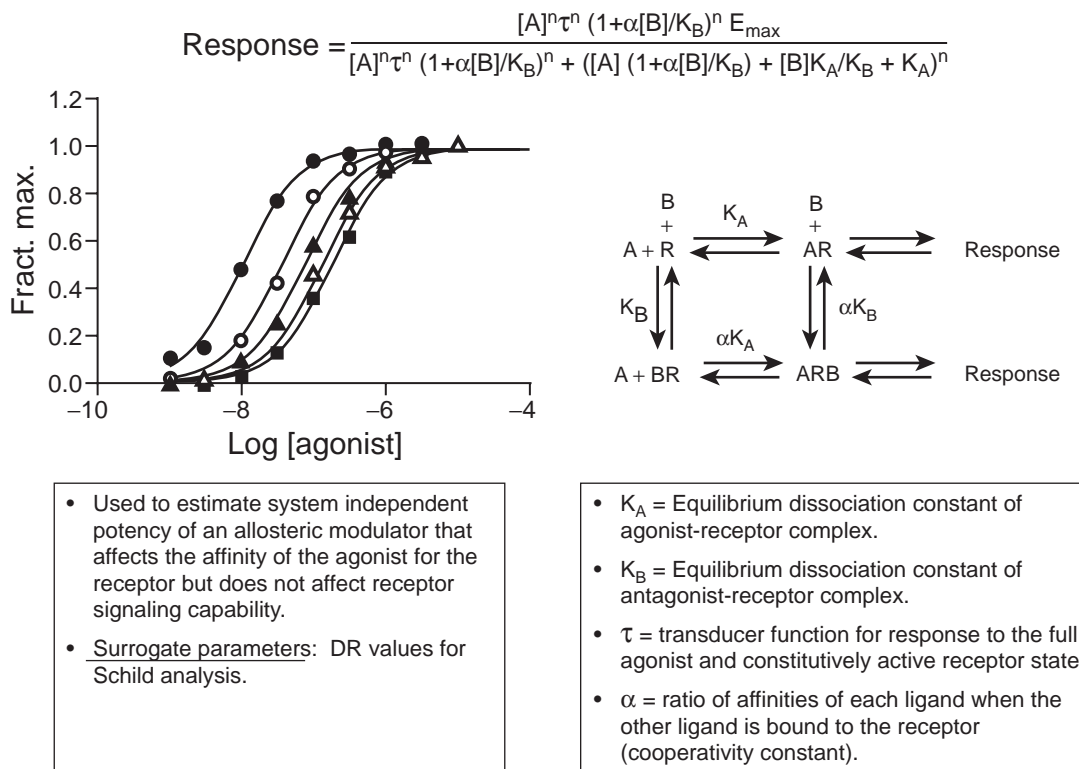 Response = [A]ⁿτⁿ (1+α[B]/K_B)ⁿ E_max
[A]ⁿτⁿ (1+α[B]/K_B)ⁿ + ([A] (1+α[B]/K_B) + [B]K_A/K_B + K_A)ⁿ
1.2
1.0
0.8
0.6
0.4
0.2
0.0
Fract. max.
–10
–8
–6
–4
Log [agonist]
B
+
A + R
K_A
B
+
AR
Response
K_B
αK_B
αK_A
A + BR
ARB
Response
• Used to estimate system independent
potency of an allosteric modulator that
affects the affinity of the agonist for the
receptor but does not affect receptor
signaling capability.
• Surrogate parameters: DR values for
Schild analysis.
• K_A = Equilibrium dissociation constant of
agonist-receptor complex.
• K_B = Equilibrium dissociation constant of
antagonist-receptor complex.
• τ = transducer function for response to the full
agonist and constitutively active receptor state
• α = ratio of affinities of each ligand when the
other ligand is bound to the receptor
(cooperativity constant).